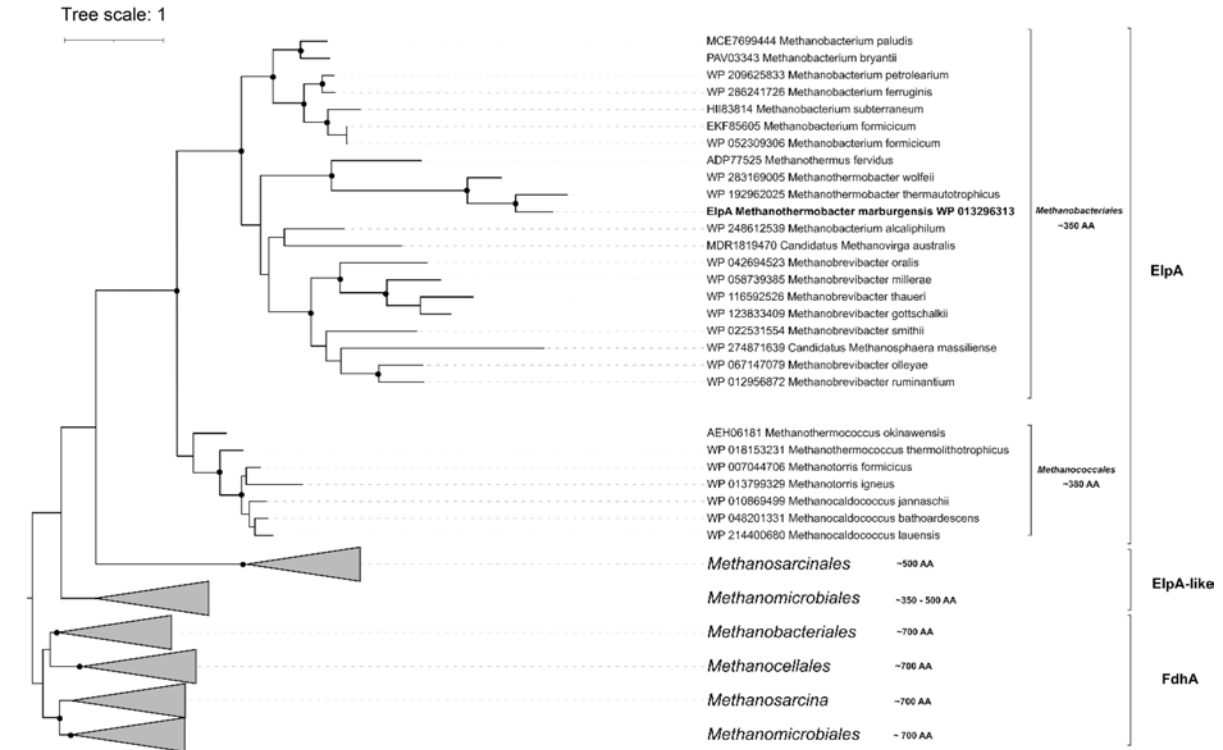 Tree scale: 1
MCE7699444 Methanobacterium paludis
PAV03343 Methanobacterium bryantii
WP 209625833 Methanobacterium petrolearium
WP 286241726 Methanobacterium ferruginis
HII83814 Methanobacterium subterraneum
EKF85605 Methanobacterium formicicum
WP 052309306 Methanobacterium formicicum
ADP77525 Methanothermus fervidus
WP 283169005 Methanothermobacter wolfeii
WP 192962025 Methanothermobacter thermautotrophicus
ElpA Methanothermobacter marburgensis WP 013296313
WP 248612539 Methanobacterium alcaliphilum
MDR1819470 Candidatus Methanovirga australis
WP 042694523 Methanobrevibacter oralis
WP 058739385 Methanobrevibacter millerae
WP 116592526 Methanobrevibacter thaueri
WP 123833409 Methanobrevibacter gottschalkii
WP 022531554 Methanobrevibacter smithii
WP 274871639 Candidatus Methanosphaera massiliense
WP 067147079 Methanobrevibacter olleyae
WP 012956872 Methanobrevibacter ruminantium
Methanobacteriales
~350 AA
ElpA
AEH06181 Methanothermococcus okinawensis
WP 018153231 Methanothermococcus thermolithotrophicus
WP 007044706 Methanotorris formicicus
WP 013799329 Methanotorris igneus
WP 010869499 Methanocaldococcus jannaschii
WP 048201331 Methanocaldococcus bathoardescens
WP 214400680 Methanocaldococcus lauensis
Methanococcales
~380 AA
Methanosarcinales ~500 AA
Methanomicrobiales ~350 - 500 AA
ElpA-like
Methanobacteriales ~700 AA
Methanocellales ~700 AA
Methanosarcina ~700 AA
Methanomicrobiales ~ 700 AA
FdhA